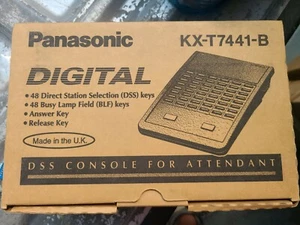 Panasonic KX-T7441-B
DIGITAL
• 48 Direct Station Selection (DSS) keys
• 48 Busy Lamp Field (BLF) keys
• Answer Key
• Release Key
Made in the U.K.
DSS CONSOLE FOR ATTENDANT